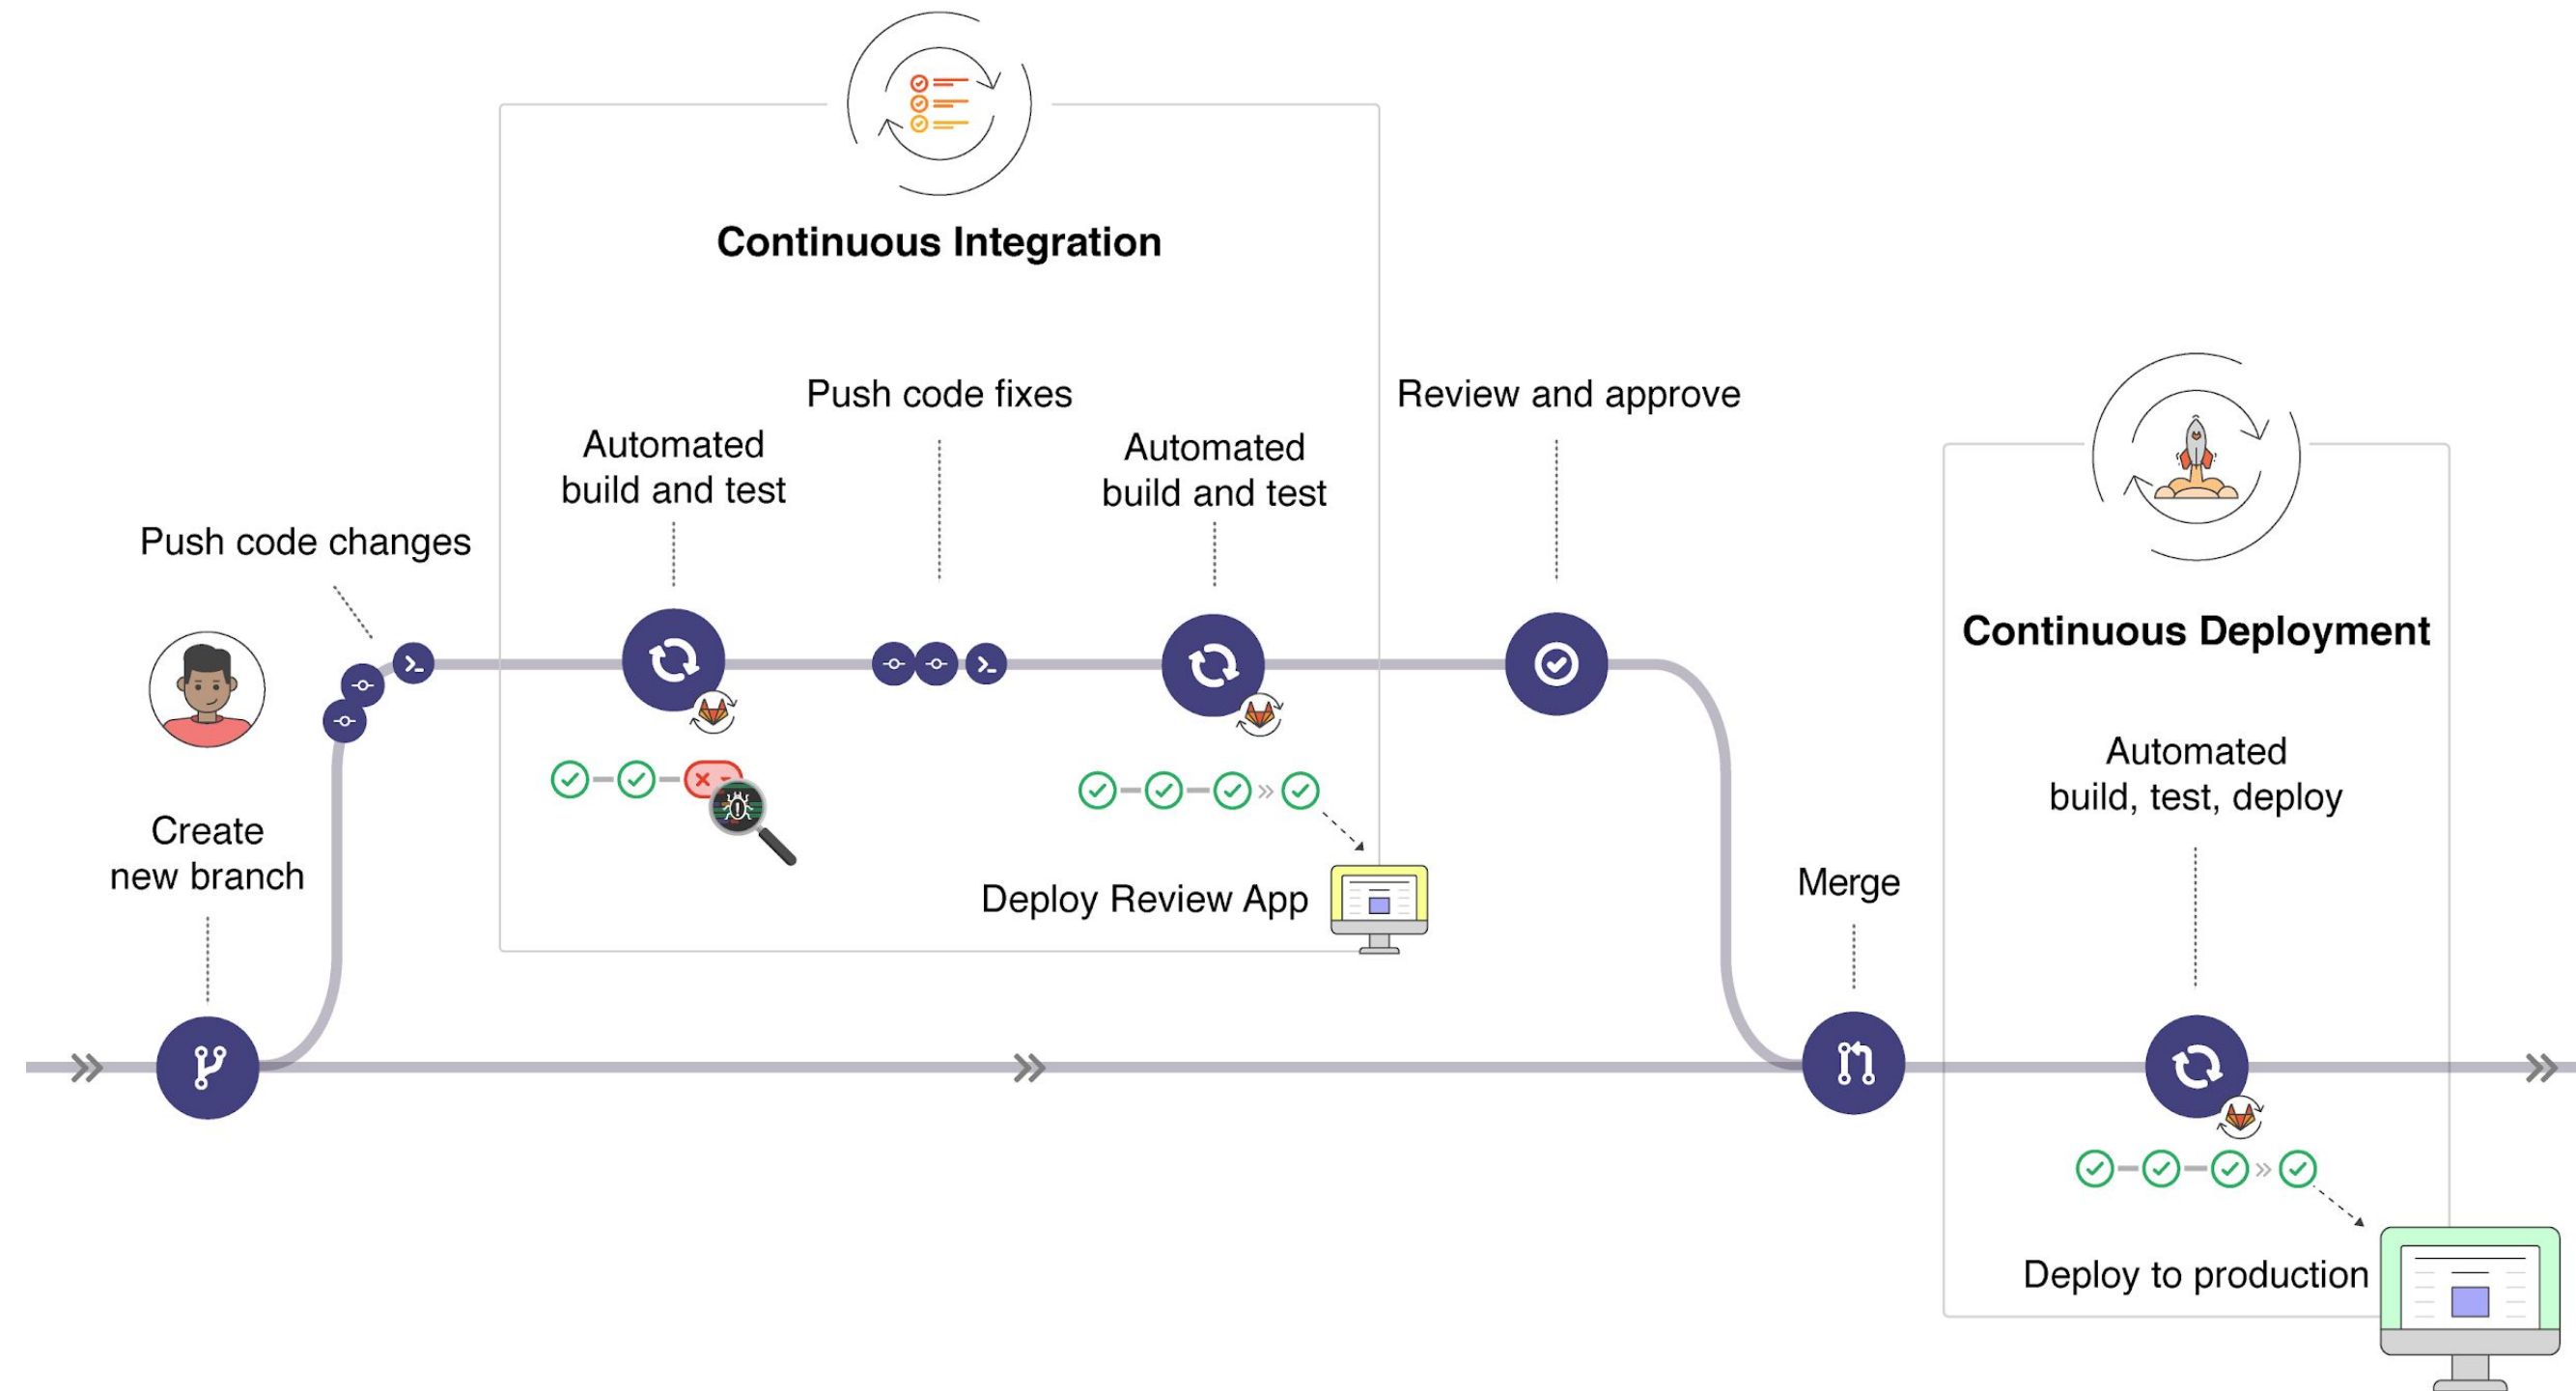 Continuous Integration
Push code fixes
Review and approve
Automated
build and test
Automated
build and test
Push code changes
Continuous Deployment
Automated
build, test, deploy
Create
new branch
Deploy Review App
Merge
Deploy to production